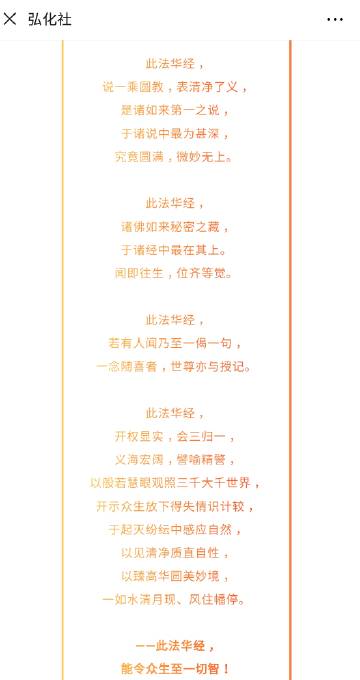 弘化社
此法华经，
说一乘圆教，表清净了义，
是诸如来第一之说，
于诸说中最为甚深，
究竟圆满，微妙无上。
此法华经，
诸佛如来秘密之藏，
于诸经中最在其上。
闻即往生，位齐等觉。
此法华经，
若有人闻乃至一偈一句，
一念随喜者，世尊亦与授记。
此法华经，
开权显实，会三归一，
义海宏阔，譬喻精警，
以般若慧眼观照三千大千世界，
开示众生放下得失情识计较，
于起灭纷纭中感应自然，
以见清净质直自性，
以臻高华圆美妙境，
一如水清月现、风住幡停。
——此法华经，
能令众生至一切智！